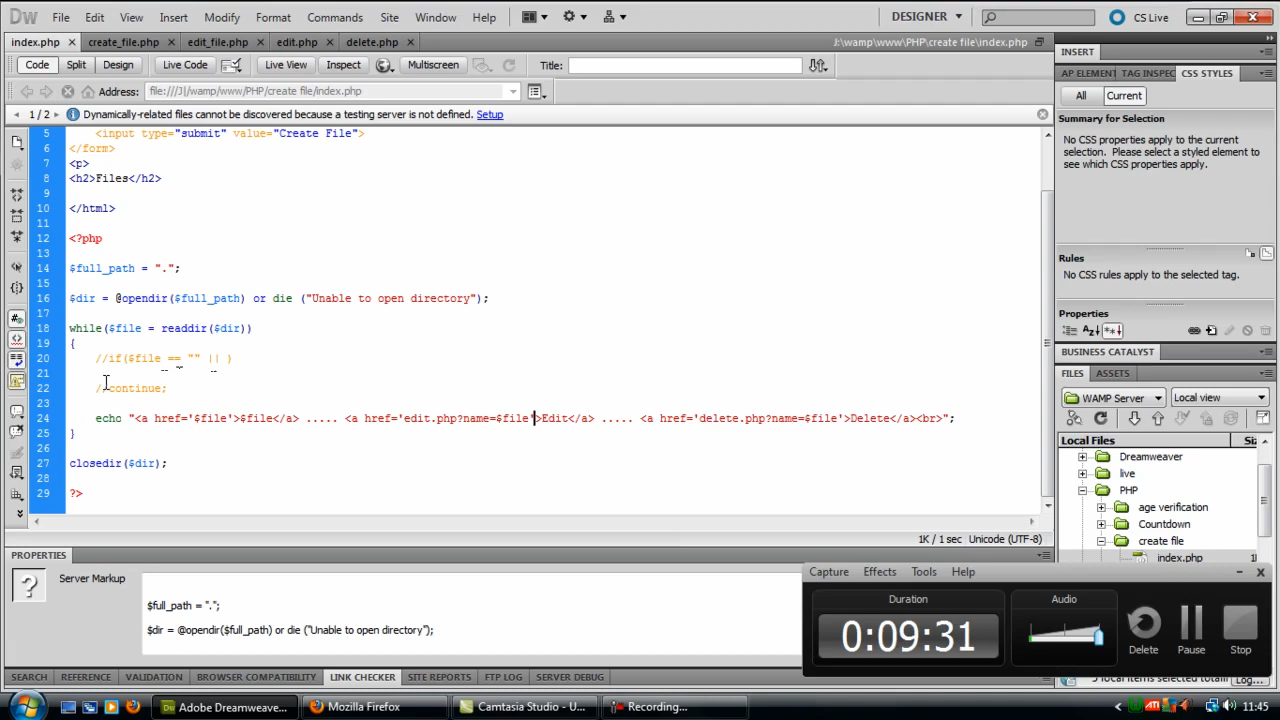 Dw File Edit View Insert Modify Format Commands Site Window Help DESIGNER CS Live
index.php create_file.php edit_file.php edit.php delete.php J:\wamp\www\PHP\create file\index.php
Code Split Design Live Code Live View Inspect Multiscreen Title:
Address: file:///J|/wamp/www/PHP/create file/index.php
1 / 2 Dynamically-related files cannot be discovered because a testing server is not defined. Setup
5 <input type="submit" value="Create File">
6 </form>
7 <p>
8 <h2>Files</h2>
9
10 </html>
11
12 <?php
13
14 $full_path = ".";
15
16 $dir = @opendir($full_path) or die ("Unable to open directory");
17
18 while($file = readdir($dir))
19 {
20 //if($file == "" || )
21
22 //continue;
23
24 echo "<a href='$file'>$file</a> ..... <a href='edit.php?name=$file'>Edit</a> ..... <a href='delete.php?name=$file'>Delete</a><br>";
25 }
26
27 closedir($dir);
28
29 ?>
1K / 1 sec Unicode (UTF-8)
PROPERTIES
Server Markup
$full_path = ".";
$dir = @opendir($full_path) or die ("Unable to open directory");
REFERENCE VALIDATION BROWSER COMPATIBILITY LINK CHECKER SITE REPORTS FTP LOG SERVER DEBUG
INSERT
AP ELEMENT TAG INSPEC CSS STYLES
All Current
Summary for Selection
No CSS properties apply to the current
selection. Please select a styled element to
see which CSS properties apply.
Rules
No CSS rules apply to the selected tag.
Properties
BUSINESS CATALYST
FILES ASSETS
WAMP Server Local view
Local Files Si
Dreamweaver
live
PHP
age verification
Countdown
create file
index.php
5 local items selected totalli Log...
Capture Effects Tools Help
Duration
0:09:31
Audio
Delete Pause Stop
Adobe Dreamweave... Mozilla Firefox Camtasia Studio - U... Recording... 11:45